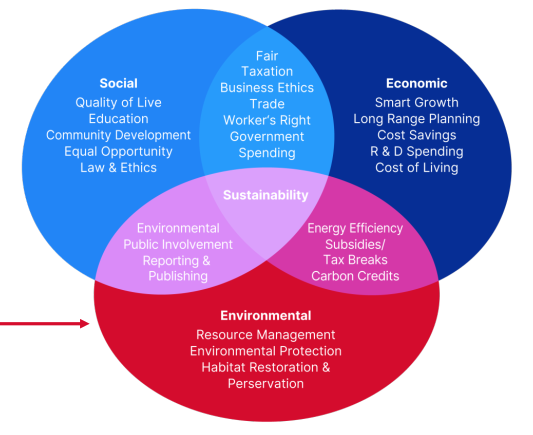 Social
Quality of Live
Education
Community Development
Equal Opportunity
Law & Ethics
Fair
Taxation
Business Ethics
Trade
Worker's Right
Government
Spending
Economic
Smart Growth
Long Range Planning
Cost Savings
R & D Spending
Cost of Living
Sustainability
Environmental
Public Involvement
Reporting &
Publishing
Energy Efficiency
Subsidies/
Tax Breaks
Carbon Credits
Environmental
Resource Management
Environmental Protection
Habitat Restoration &
Perservation